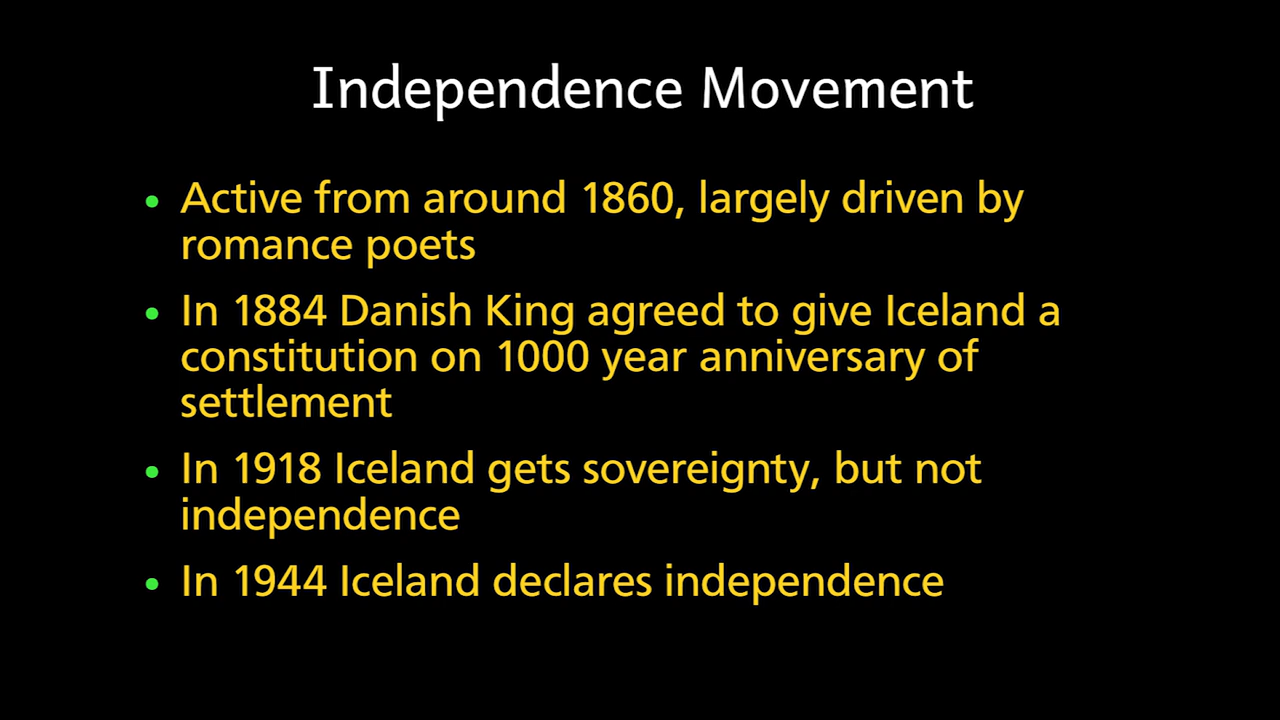 Independence Movement
• Active from around 1860, largely driven by
romance poets
• In 1884 Danish King agreed to give Iceland a
constitution on 1000 year anniversary of
settlement
• In 1918 Iceland gets sovereignty, but not
independence
• In 1944 Iceland declares independence